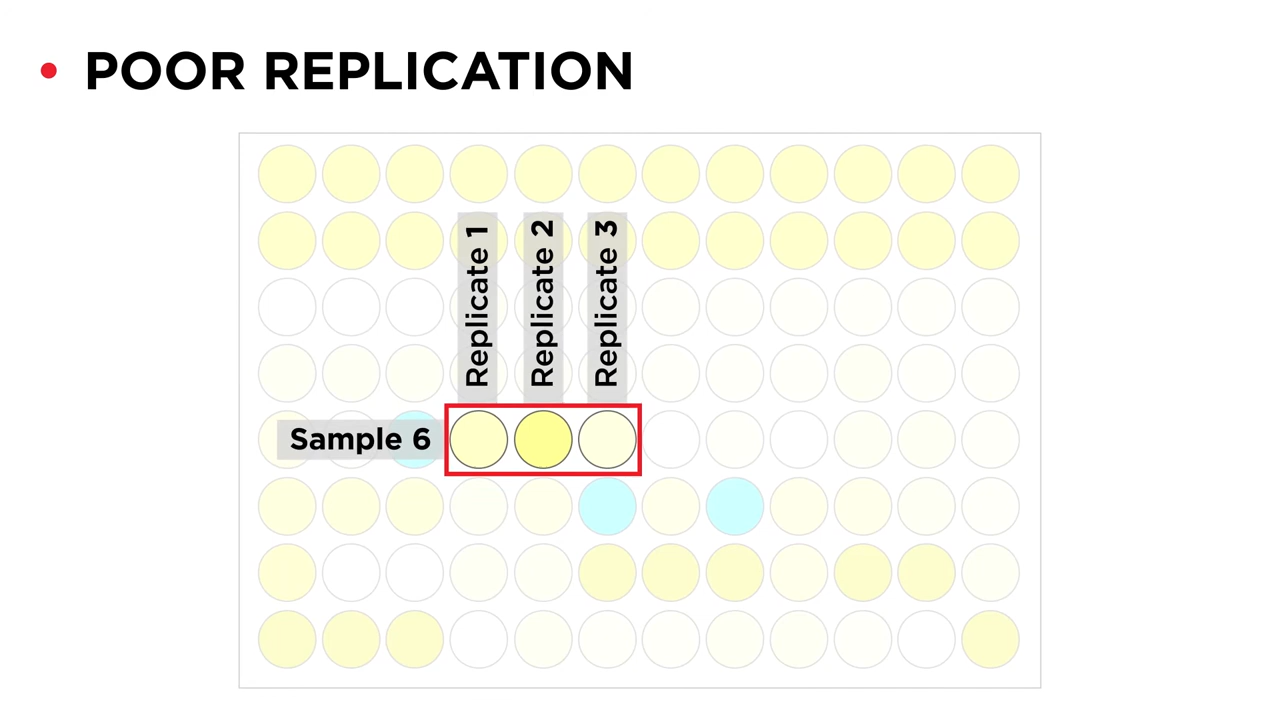 • POOR REPLICATION
Replicate 1
Replicate 2
Replicate 3
Sample 6